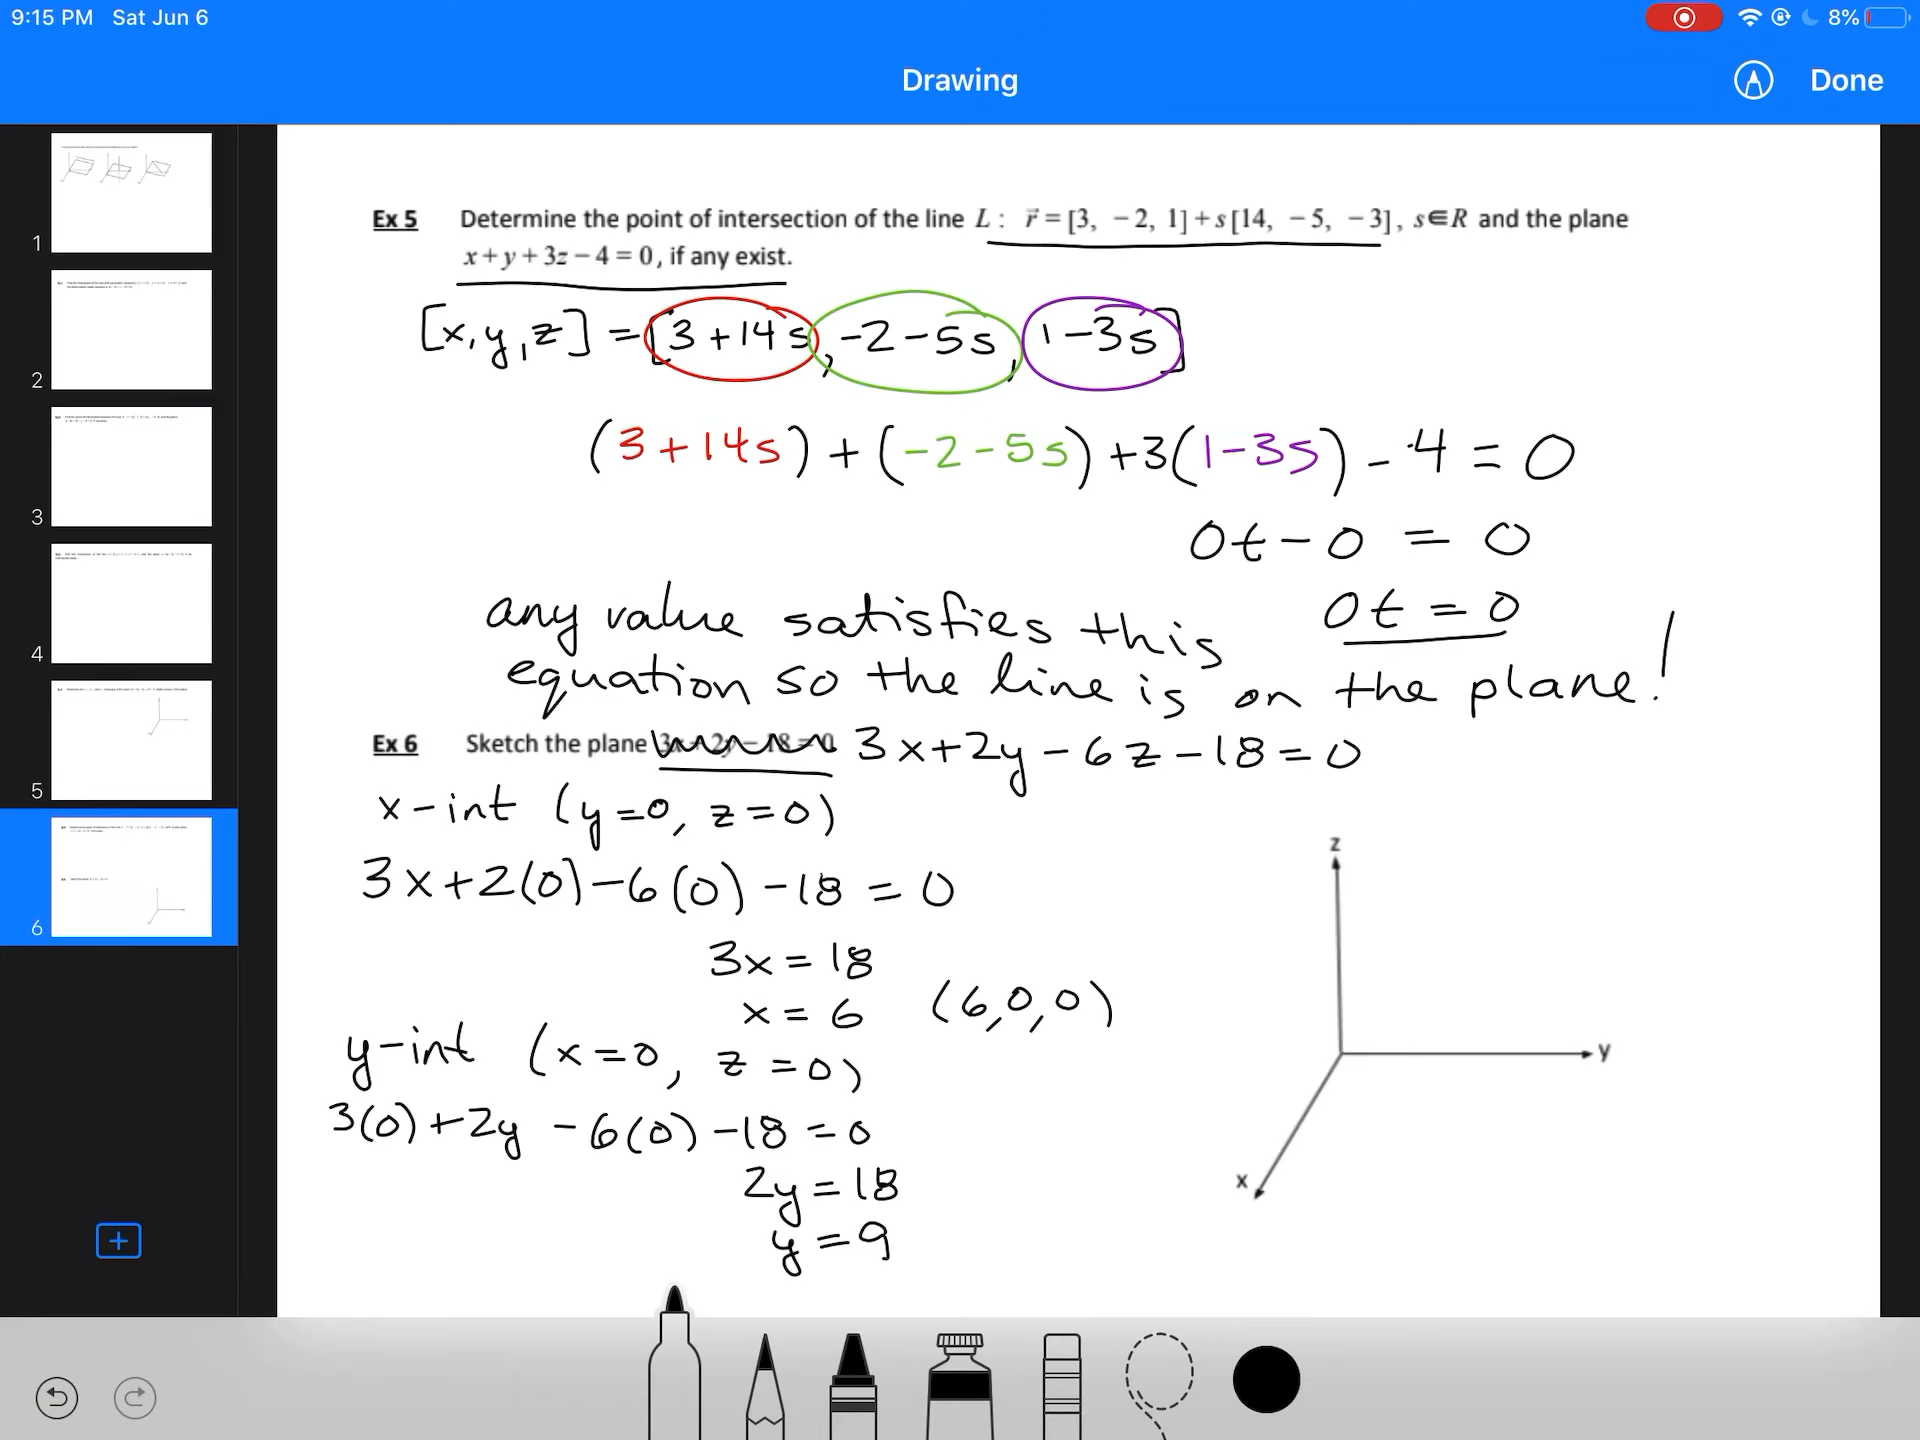 9:15 PM Sat Jun 6
8%
Drawing
Done
Ex 5 Determine the point of intersection of the line L : r⃗ = [3, −2, 1] + s[14, −5, −3], s∈R and the plane
x + y + 3z − 4 = 0, if any exist.
[x,y,z] = [3+14s, -2-5s, 1-3s]
(3+14s) + (-2-5s) +3(1-3s) - 4 = 0
0t - 0 = 0
0t = 0
any value satisfies this
equation so the line is on the plane!
Ex 6 Sketch the plane 3x + 2y − 18 = 0 3x+2y-6z-18=0
x-int (y=0, z=0)
3x+2(0)-6(0)-18 = 0
3x = 18
x = 6 (6,0,0)
y-int (x=0, z=0)
3(0)+2y -6(0)-18 = 0
2y = 18
y = 9
z
y
x
1
2
3
4
5
6